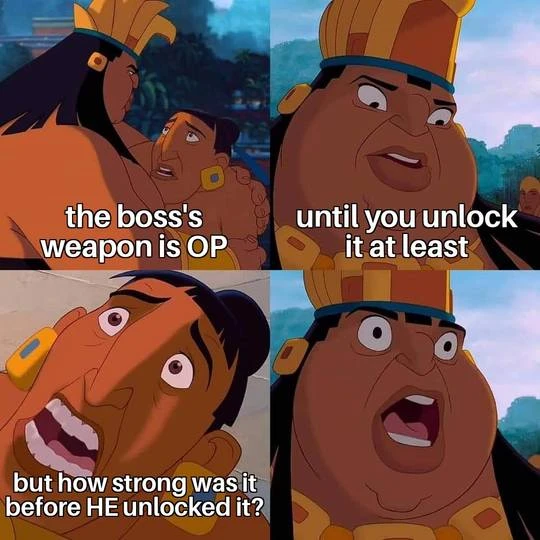 the boss's
weapon is OP
until you unlock
it at least
but how strong was it
before HE unlocked it?